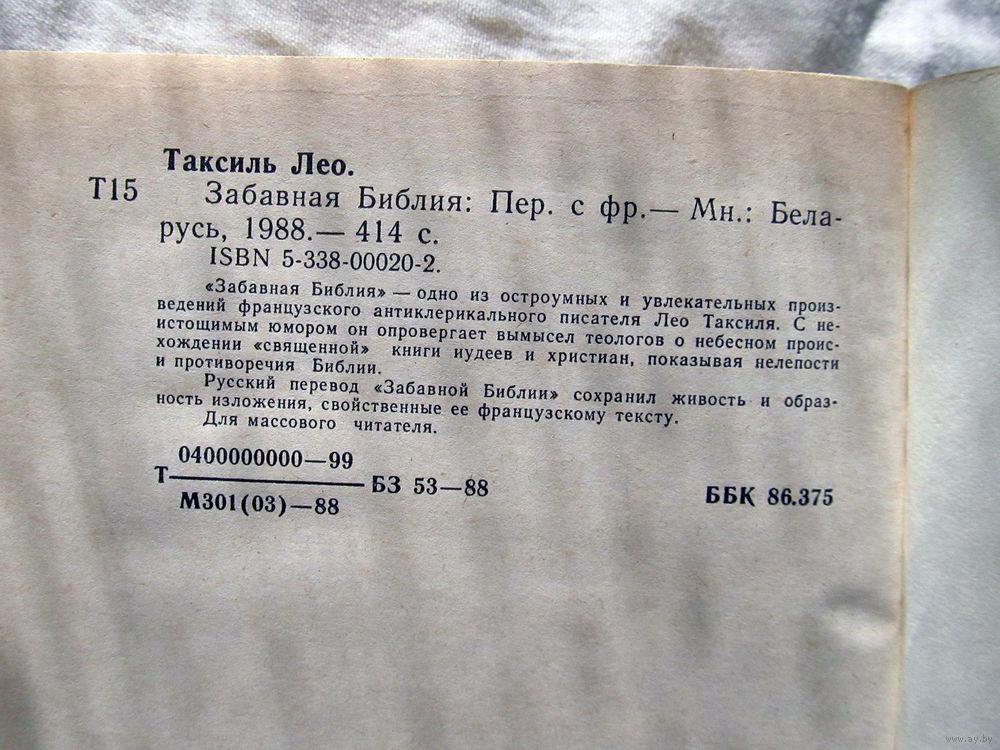 Таксиль Лео.
Т15
Забавная Библия: Пер. с фр.— Мн.: Бела-
русь, 1988.— 414 с.
ISBN 5-338-00020-2.
«Забавная Библия» — одно из остроумных и увлекательных произ-
ведений французского антиклерикального писателя Лео Таксиля. С не-
истощимым юмором он опровергает вымысел теологов о небесном проис-
хождении «священной» книги иудеев и христиан, показывая нелепости
и противоречия Библии.
Русский перевод «Забавной Библии» сохранил живость и образ-
ность изложения, свойственные ее французскому тексту.
Для массового читателя.
0400000000—99
Т
БЗ 53—88
М301(03)—88
ББК 86.375
www.ay.by